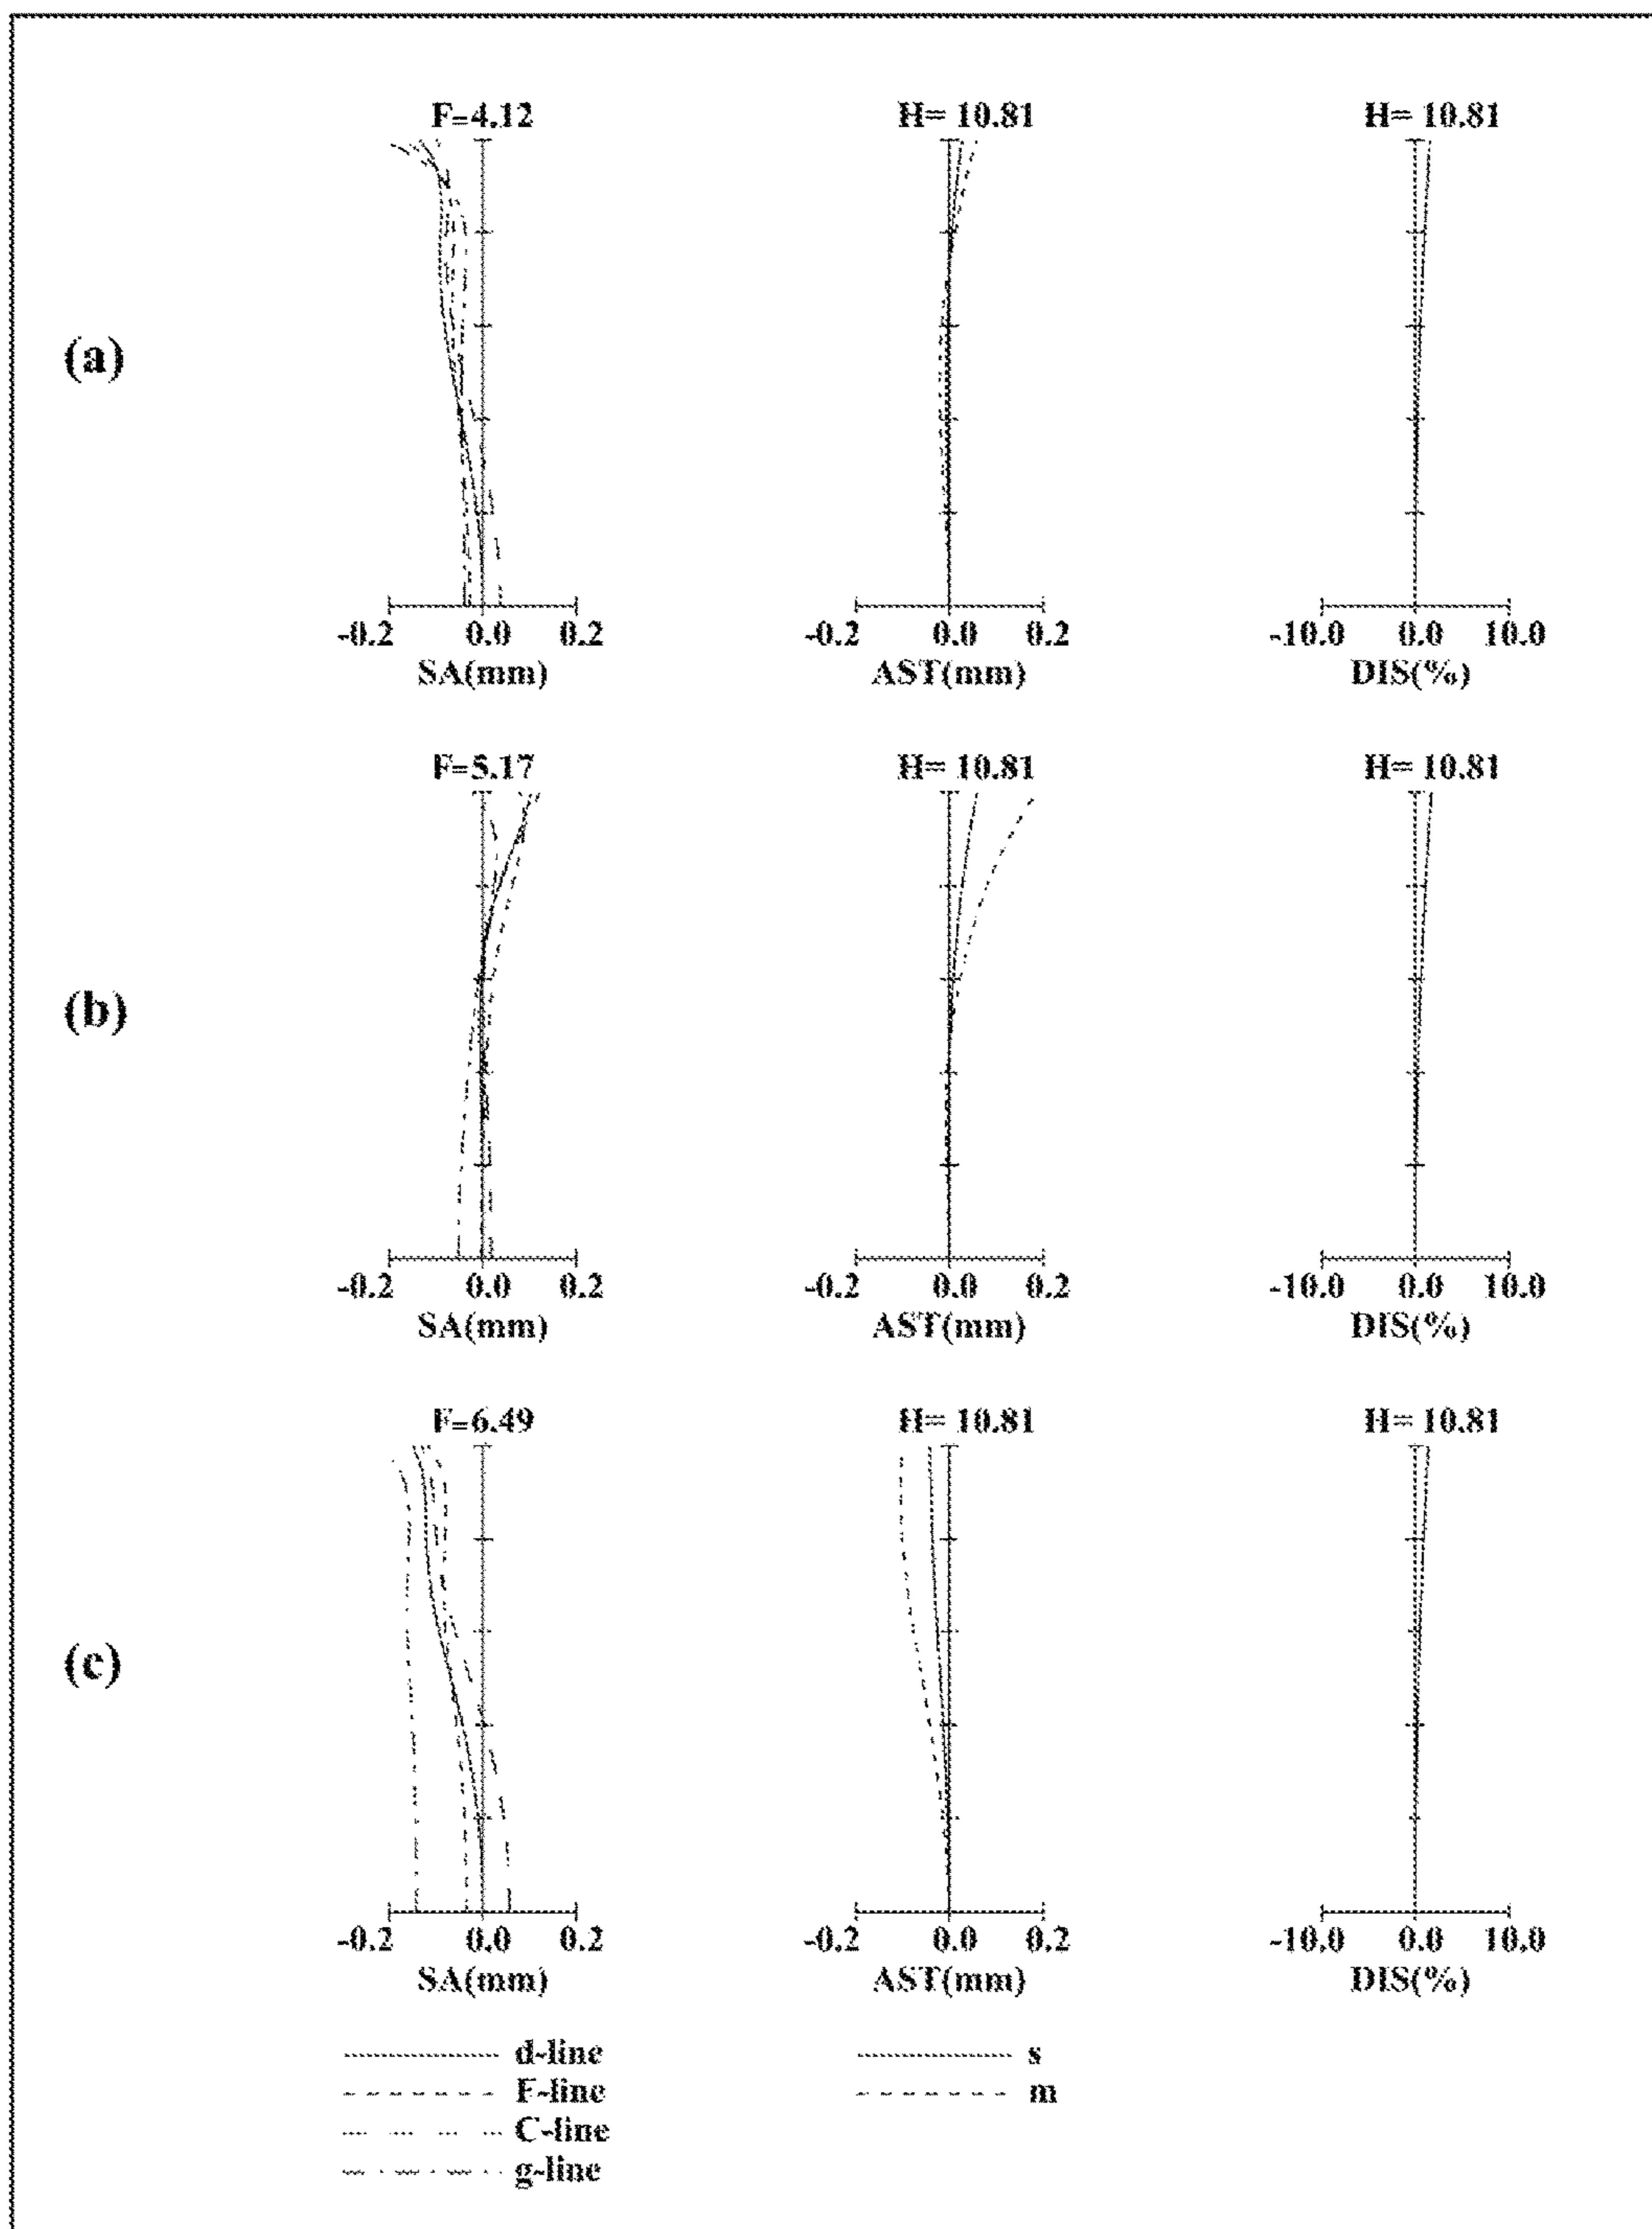 (a)
F=4.12 H= 10.81 H= 10.81
-0.2 0.0 0.2 -0.2 0.0 0.2 -10.0 0.0 10.0
SA(mm) AST(mm) DIS(%)
(b)
F=5.17 H= 10.81 H= 10.81
-0.2 0.0 0.2 -0.2 0.0 0.2 -10.0 0.0 10.0
SA(mm) AST(mm) DIS(%)
(c)
F=6.49 H= 10.81 H= 10.81
-0.2 0.0 0.2 -0.2 0.0 0.2 -10.0 0.0 10.0
SA(mm) AST(mm) DIS(%)
d-line s
F-line m
C-line
g-line